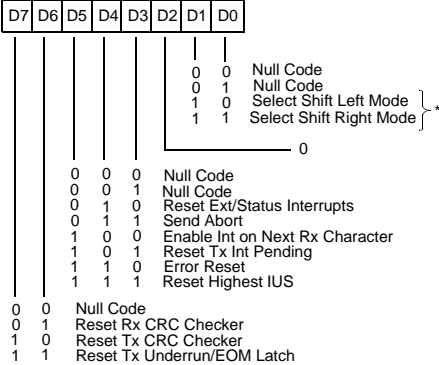 D7 D6 D5 D4 D3 D2 D1 D0
0 0 Null Code
0 1 Null Code
1 0 Select Shift Left Mode
1 1 Select Shift Right Mode
*
0
0 0 0 Null Code
0 0 1 Null Code
0 1 0 Reset Ext/Status Interrupts
0 1 1 Send Abort
1 0 0 Enable Int on Next Rx Character
1 0 1 Reset Tx Int Pending
1 1 0 Error Reset
1 1 1 Reset Highest IUS
0 0 Null Code
0 1 Reset Rx CRC Checker
1 0 Reset Tx CRC Checker
1 1 Reset Tx Underrun/EOM Latch